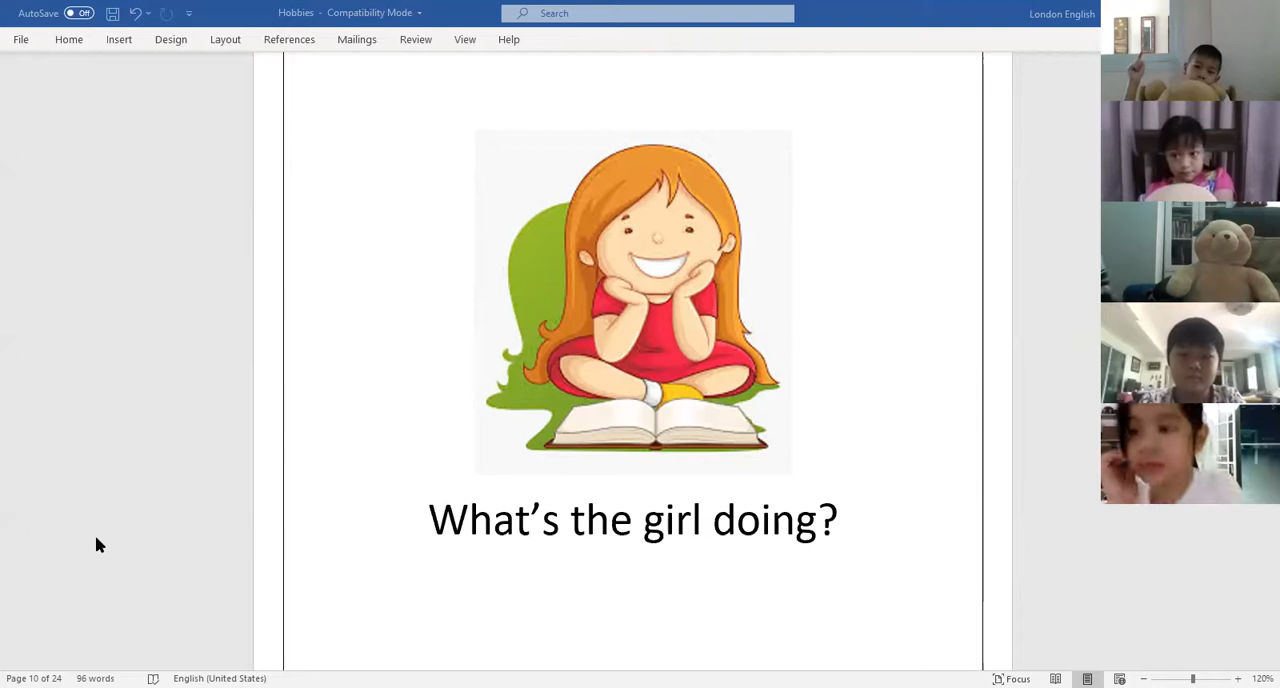 AutoSave Off Hobbies - Compatibility Mode Search London English
File Home Insert Design Layout References Mailings Review View Help
What's the girl doing?
Page 10 of 24 96 words English (United States) Focus 120%